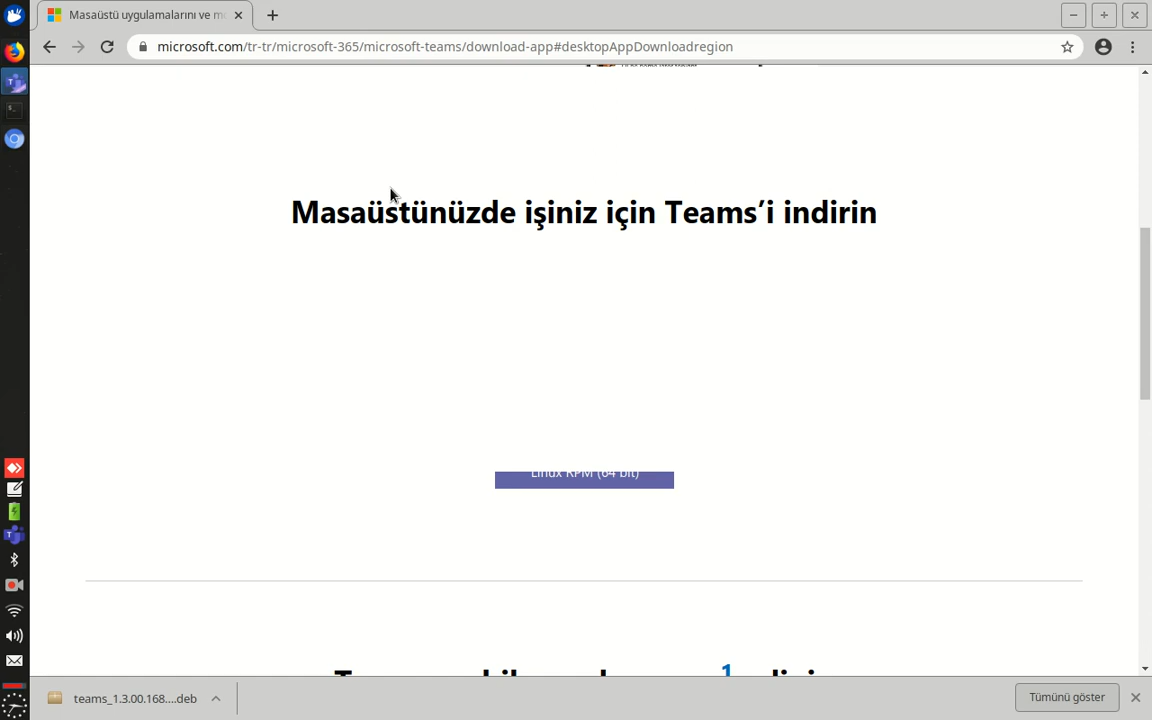 Masaüstü uygulamalarını ve m
microsoft.com/tr-tr/microsoft-365/microsoft-teams/download-app#desktopAppDownloadregion
Masaüstünüzde işiniz için Teams'i indirin
Linux RPM (64 bit)
1
teams_1.3.00.168....deb
Tümünü göster